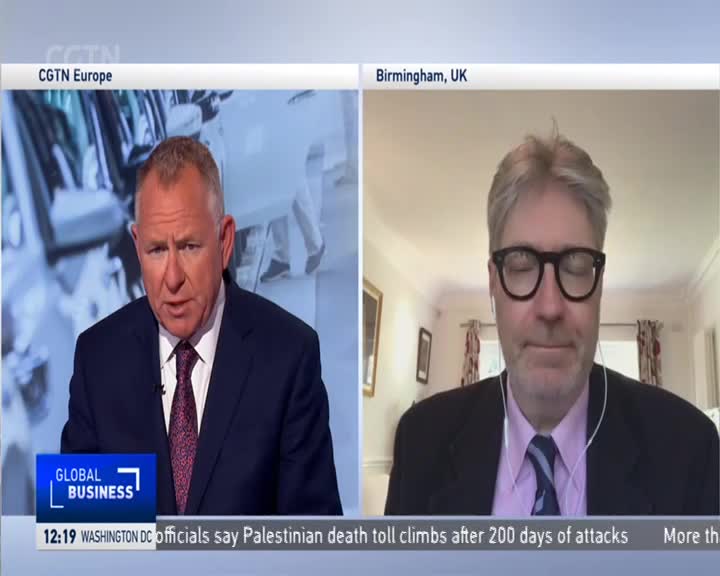 CGTN
CGTN Europe
Birmingham, UK
GLOBAL
BUSINESS
12:19 WASHINGTON DC
officials say Palestinian death toll climbs after 200 days of attacks
More th